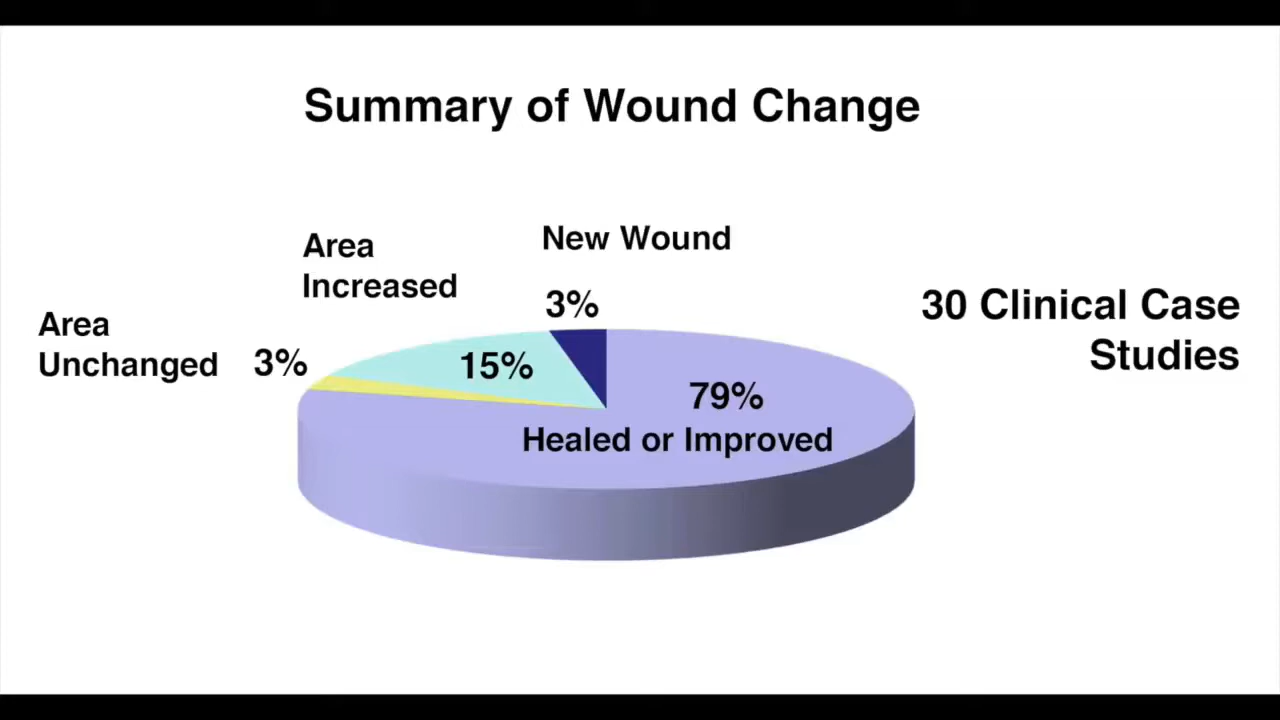 Summary of Wound Change
Area
Increased
New Wound
3%
Area
Unchanged
3%
15%
79%
Healed or Improved
30 Clinical Case
Studies